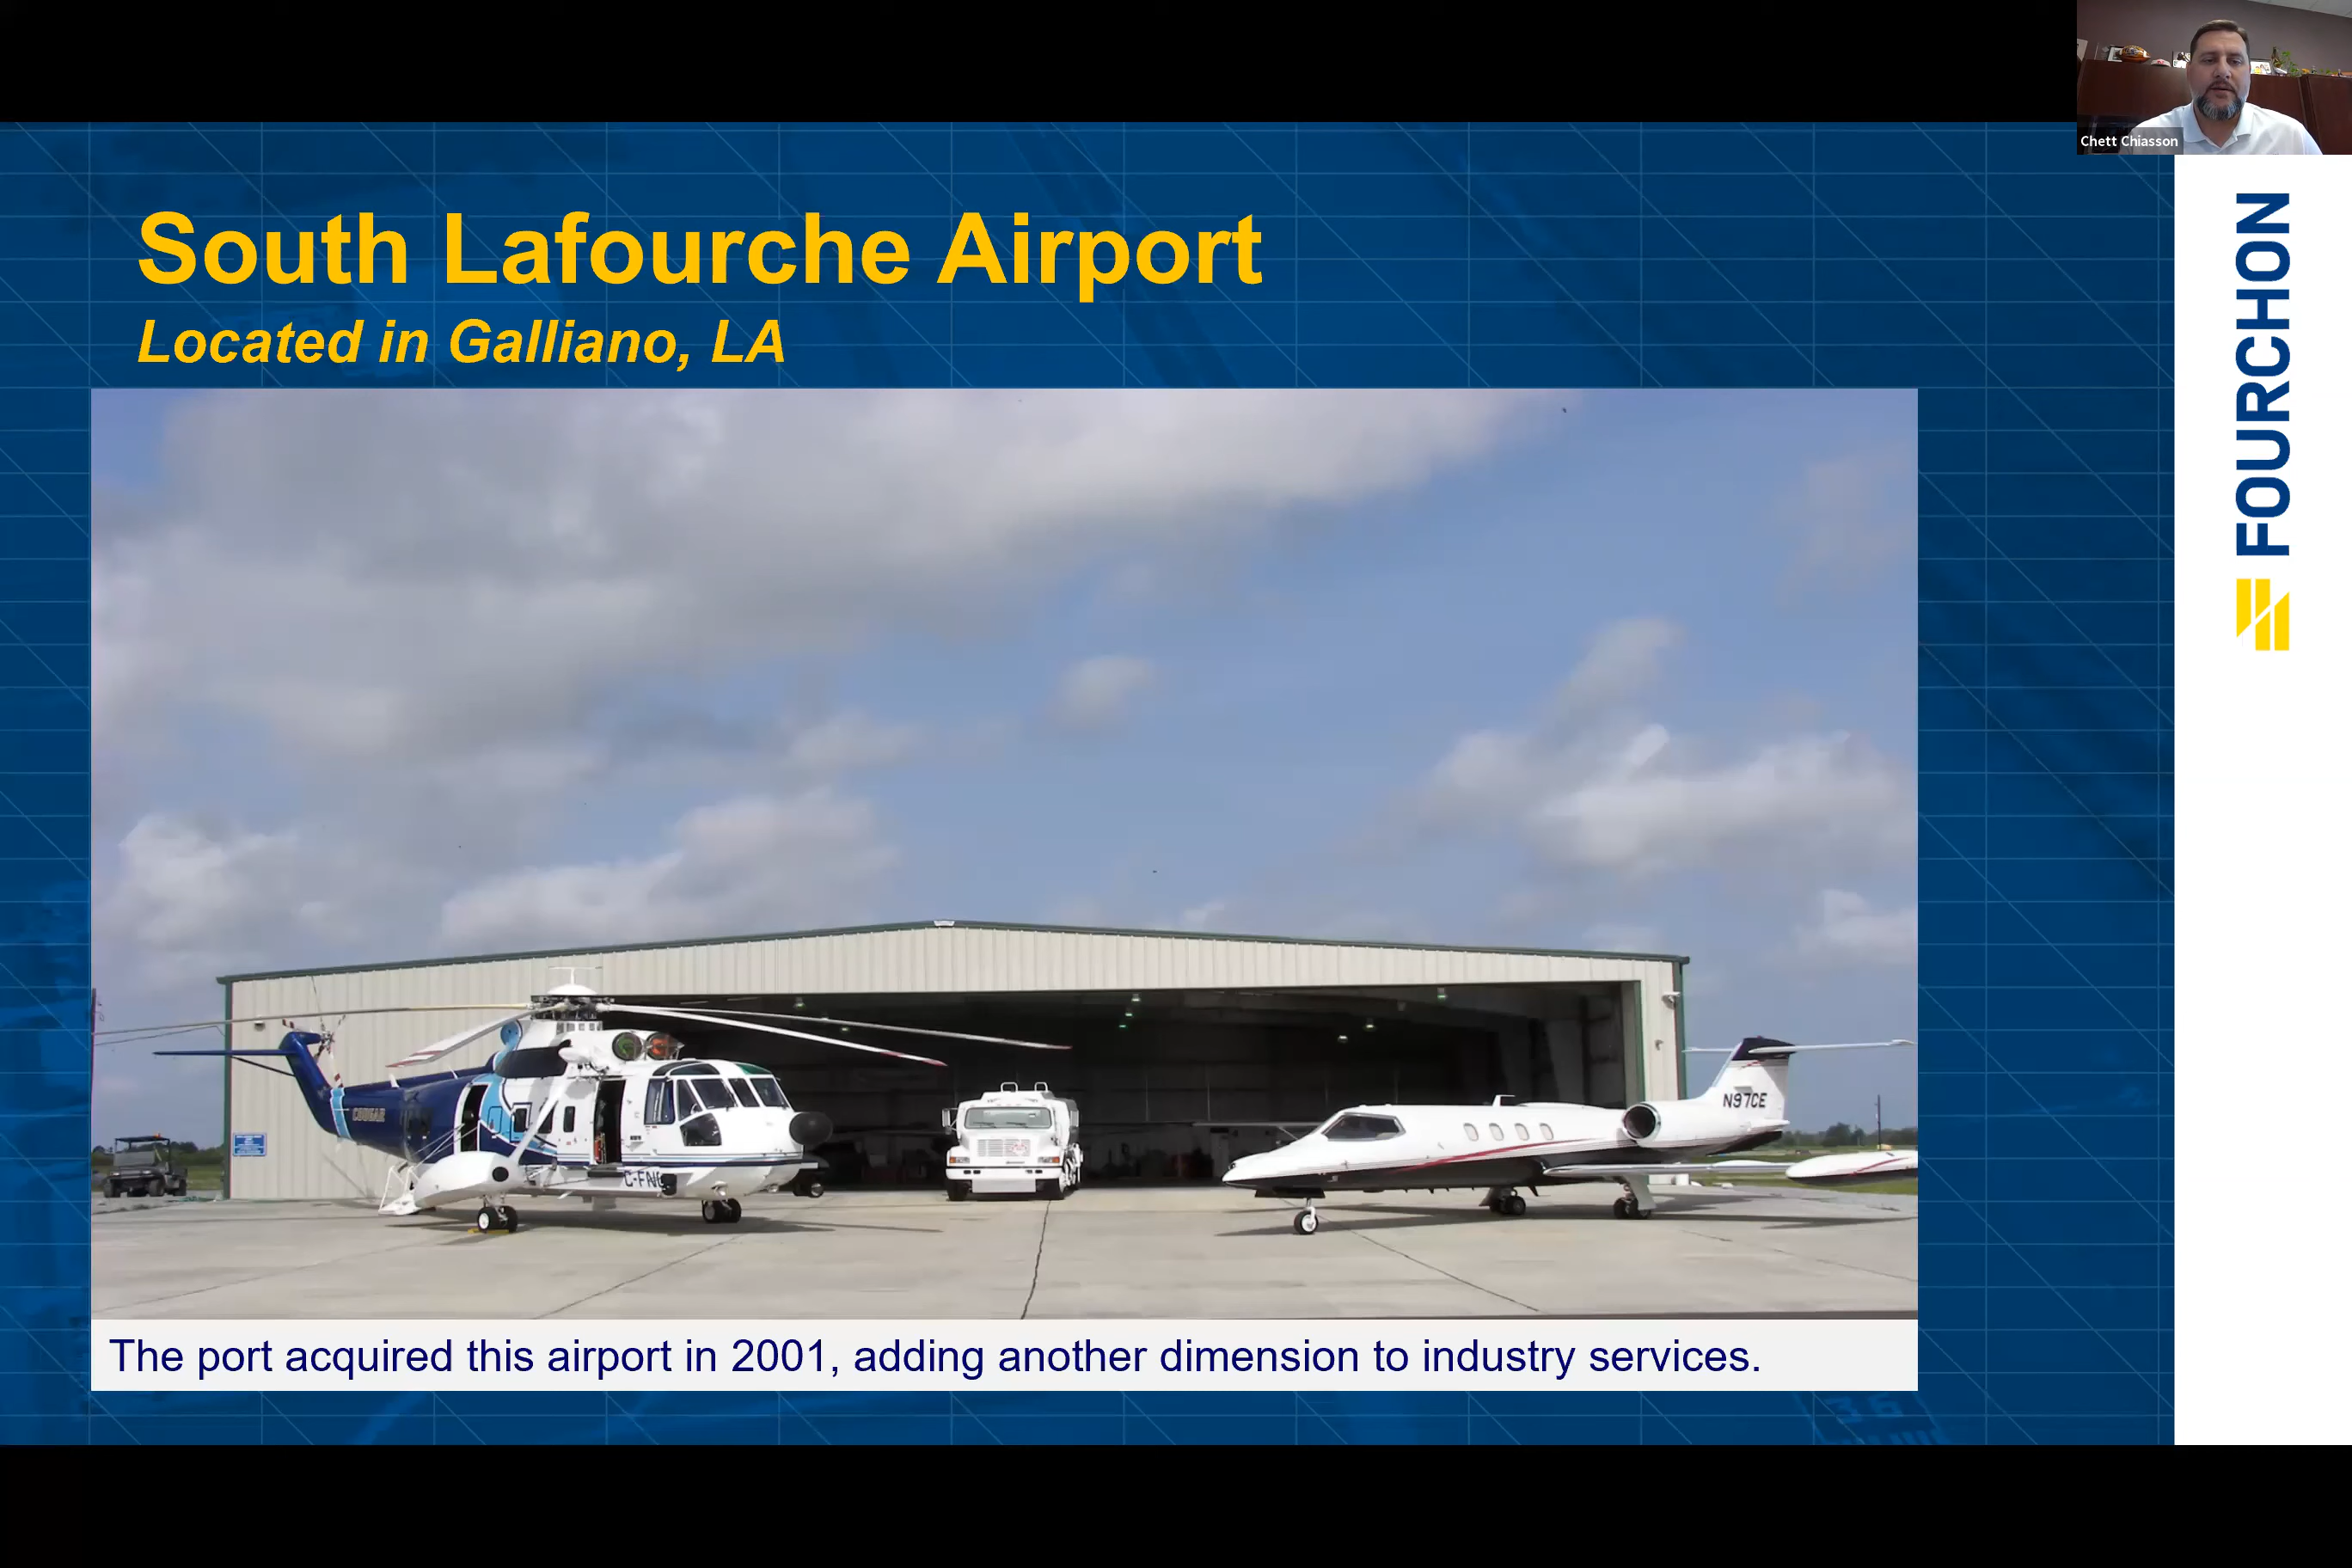 Chett Chiasson
South Lafourche Airport
Located in Galliano, LA
FOURCHON
COUGAR
N97CE
The port acquired this airport in 2001, adding another dimension to industry services.